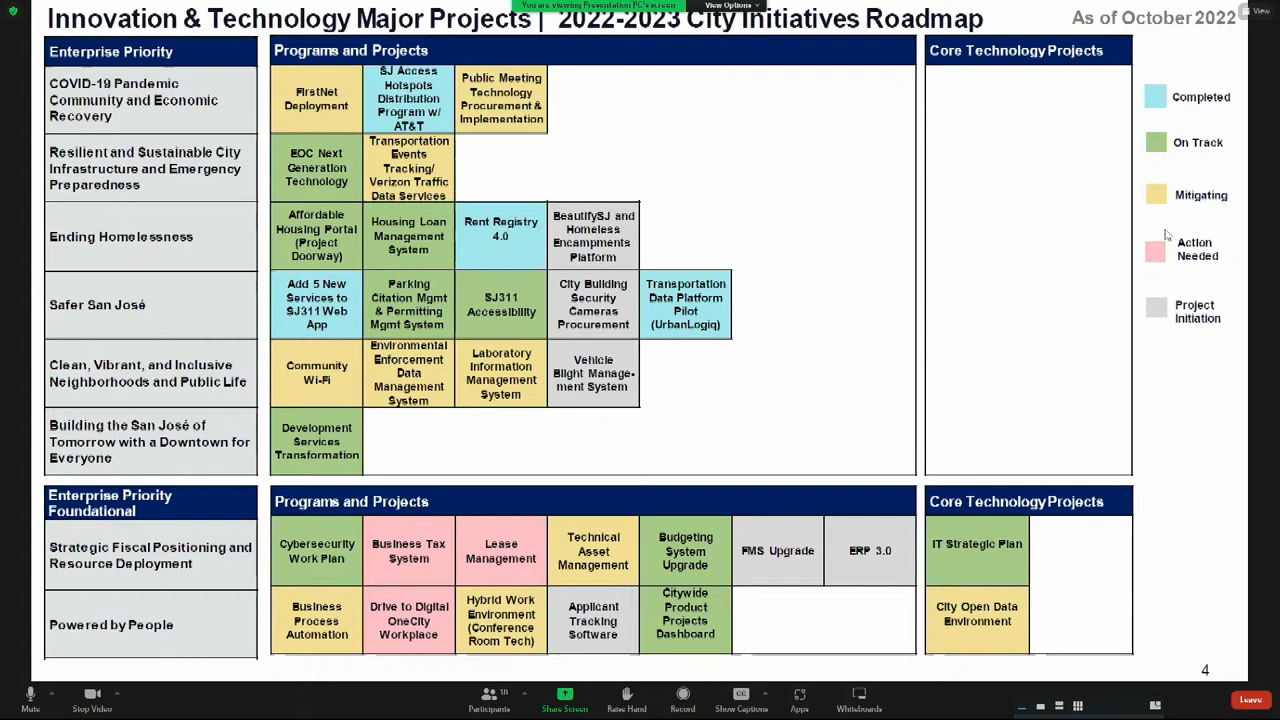 You are viewing Presentation PC's screen
View Options
View
Innovation & Technology Major Projects | 2022-2023 City Initiatives Roadmap
As of October 2022
Enterprise Priority
Programs and Projects
Core Technology Projects
COVID-19 Pandemic
Community and Economic
Recovery
FirstNet
Deployment
SJ Access
Hotspots
Distribution
Program w/
AT&T
Public Meeting
Technology
Procurement &
Implementation
Resilient and Sustainable City
Infrastructure and Emergency
Preparedness
EOC Next
Generation
Technology
Transportation
Events
Tracking/
Verizon Traffic
Data Services
Ending Homelessness
Affordable
Housing Portal
(Project
Doorway)
Housing Loan
Management
System
Rent Registry
4.0
BeautifySJ and
Homeless
Encampments
Platform
Safer San José
Add 5 New
Services to
SJ311 Web
App
Parking
Citation Mgmt
& Permitting
Mgmt System
SJ311
Accessibility
City Building
Security
Cameras
Procurement
Transportation
Data Platform
Pilot
(UrbanLogiq)
Clean, Vibrant, and Inclusive
Neighborhoods and Public Life
Community
Wi-Fi
Environmental
Enforcement
Data
Management
System
Laboratory
Information
Management
System
Vehicle
Blight Manage-
ment System
Building the San José of
Tomorrow with a Downtown for
Everyone
Development
Services
Transformation
Completed
On Track
Mitigating
Action
Needed
Project
Initiation
Enterprise Priority
Foundational
Programs and Projects
Core Technology Projects
Strategic Fiscal Positioning and
Resource Deployment
Cybersecurity
Work Plan
Business Tax
System
Lease
Management
Technical
Asset
Management
Budgeting
System
Upgrade
FMS Upgrade
ERP 3.0
IT Strategic Plan
Powered by People
Business
Process
Automation
Drive to Digital
OneCity
Workplace
Hybrid Work
Environment
(Conference
Room Tech)
Applicant
Tracking
Software
Citywide
Product
Projects
Dashboard
City Open Data
Environment
4
Mute
Stop Video
18
Participants
Share Screen
Raise Hand
Record
Show Captions
Apps
Whiteboards
Leave